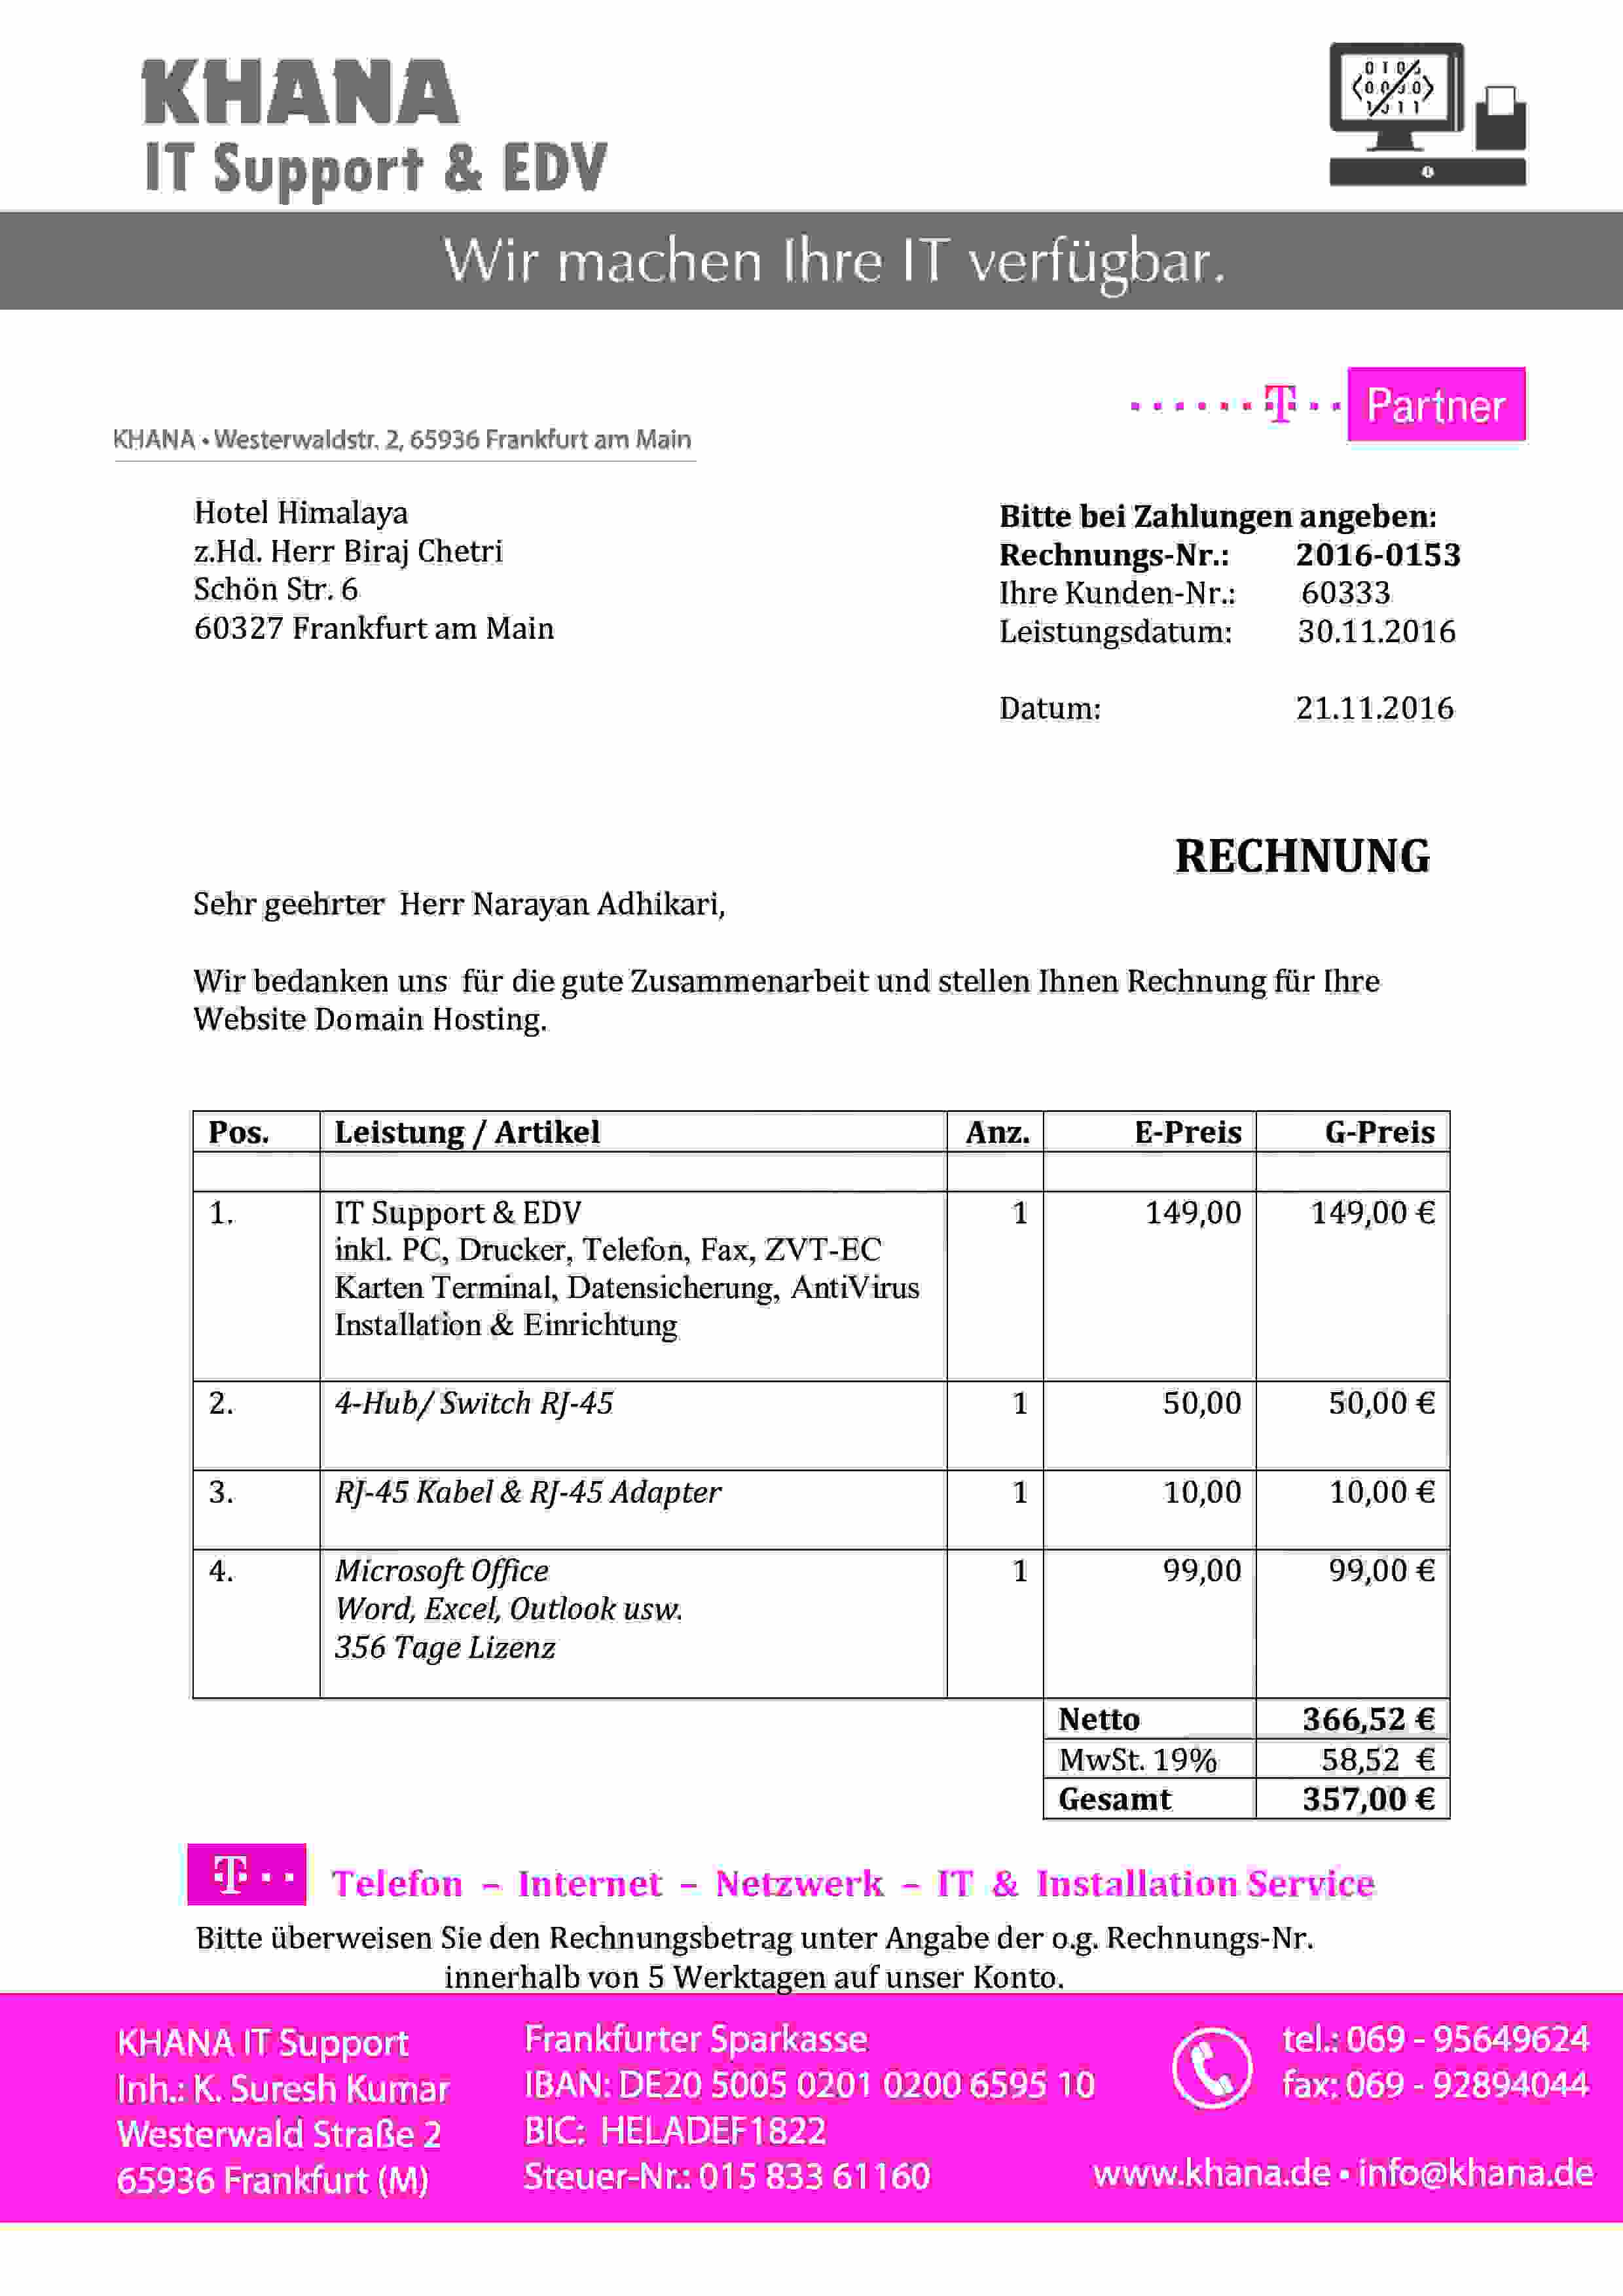 KHANA
IT Support & EDV
Wir machen Ihre IT verfügbar.
T Partner
KHANA • Westerwaldstr. 2, 65936 Frankfurt am Main
Hotel Himalaya
z.Hd. Herr Biraj Chetri
Schön Str. 6
60327 Frankfurt am Main
Bitte bei Zahlungen angeben:
Rechnungs-Nr.: 2016-0153
Ihre Kunden-Nr.: 60333
Leistungsdatum: 30.11.2016
Datum: 21.11.2016
RECHNUNG
Sehr geehrter Herr Narayan Adhikari,
Wir bedanken uns für die gute Zusammenarbeit und stellen Ihnen Rechnung für Ihre
Website Domain Hosting.
Pos. Leistung / Artikel Anz. E-Preis G-Preis
1. IT Support & EDV 1 149,00 149,00 €
inkl. PC, Drucker, Telefon, Fax, ZVT-EC
Karten Terminal, Datensicherung, AntiVirus
Installation & Einrichtung
2. 4-Hub/ Switch RJ-45 1 50,00 50,00 €
3. RJ-45 Kabel & RJ-45 Adapter 1 10,00 10,00 €
4. Microsoft Office 1 99,00 99,00 €
Word, Excel, Outlook usw.
356 Tage Lizenz
Netto 366,52 €
MwSt. 19% 58,52 €
Gesamt 357,00 €
T Telefon – Internet – Netzwerk – IT & Installation Service
Bitte überweisen Sie den Rechnungsbetrag unter Angabe der o.g. Rechnungs-Nr.
innerhalb von 5 Werktagen auf unser Konto.
KHANA IT Support
Inh.: K. Suresh Kumar
Westerwald Straße 2
65936 Frankfurt (M)
Frankfurter Sparkasse
IBAN: DE20 5005 0201 0200 6595 10
BIC: HELADEF1822
Steuer-Nr.: 015 833 61160
tel.: 069 - 95649624
fax: 069 - 92894044
www.khana.de • info@khana.de